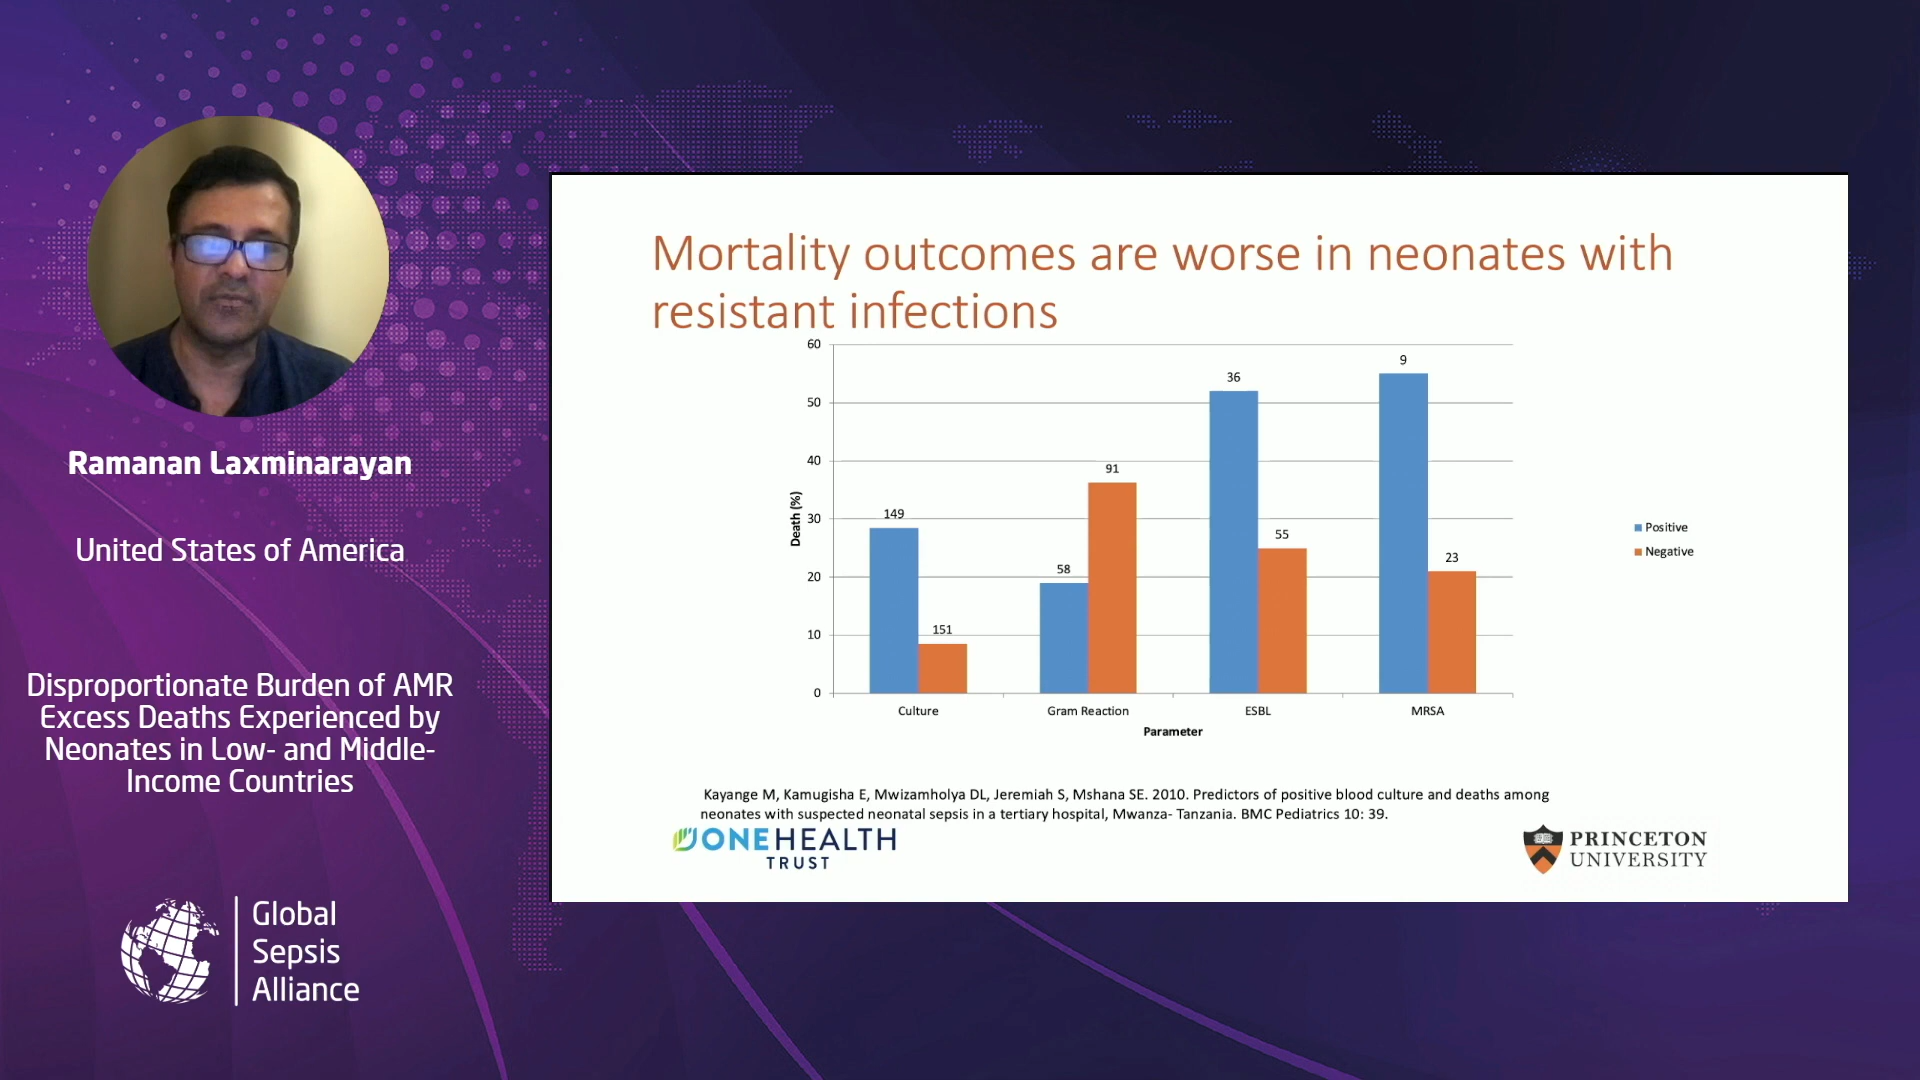 Ramanan Laxminarayan
United States of America
Disproportionate Burden of AMR
Excess Deaths Experienced by
Neonates in Low- and Middle-
Income Countries
Global
Sepsis
Alliance
Mortality outcomes are worse in neonates with
resistant infections
60
50
40
30
20
10
0
Death (%)
149
151
58
91
36
55
9
23
Culture
Gram Reaction
ESBL
MRSA
Parameter
Positive
Negative
Kayange M, Kamugisha E, Mwizamholya DL, Jeremiah S, Mshana SE. 2010. Predictors of positive blood culture and deaths among
neonates with suspected neonatal sepsis in a tertiary hospital, Mwanza- Tanzania. BMC Pediatrics 10: 39.
ONEHEALTH
TRUST
PRINCETON
UNIVERSITY